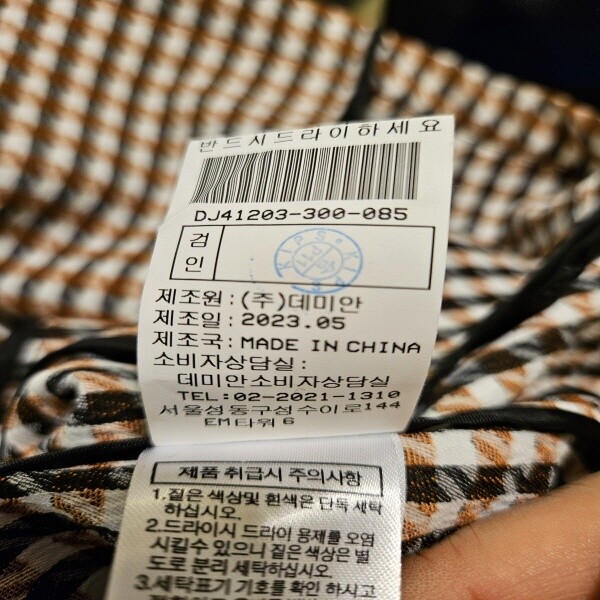 반드시드라이하세요
DJ41203-300-085
검인
KIPS
제조원:(주)데미안
제조일:2023.05
제조국:MADE IN CHINA
소비자상담실:
데미안소비자상담실
TEL:02-2021-1310
서울성동구성수이로144
EM타워6
제품 취급시 주의사항
1.짙은 색상및 흰색은 단독 세탁
하십시오.
2.드라이시 드라이 용제를 오염
시킬수 있으니 짙은 색상은 별
도로 분리 세탁하십시오.
3.세탁표기 기호를 확인 하시고